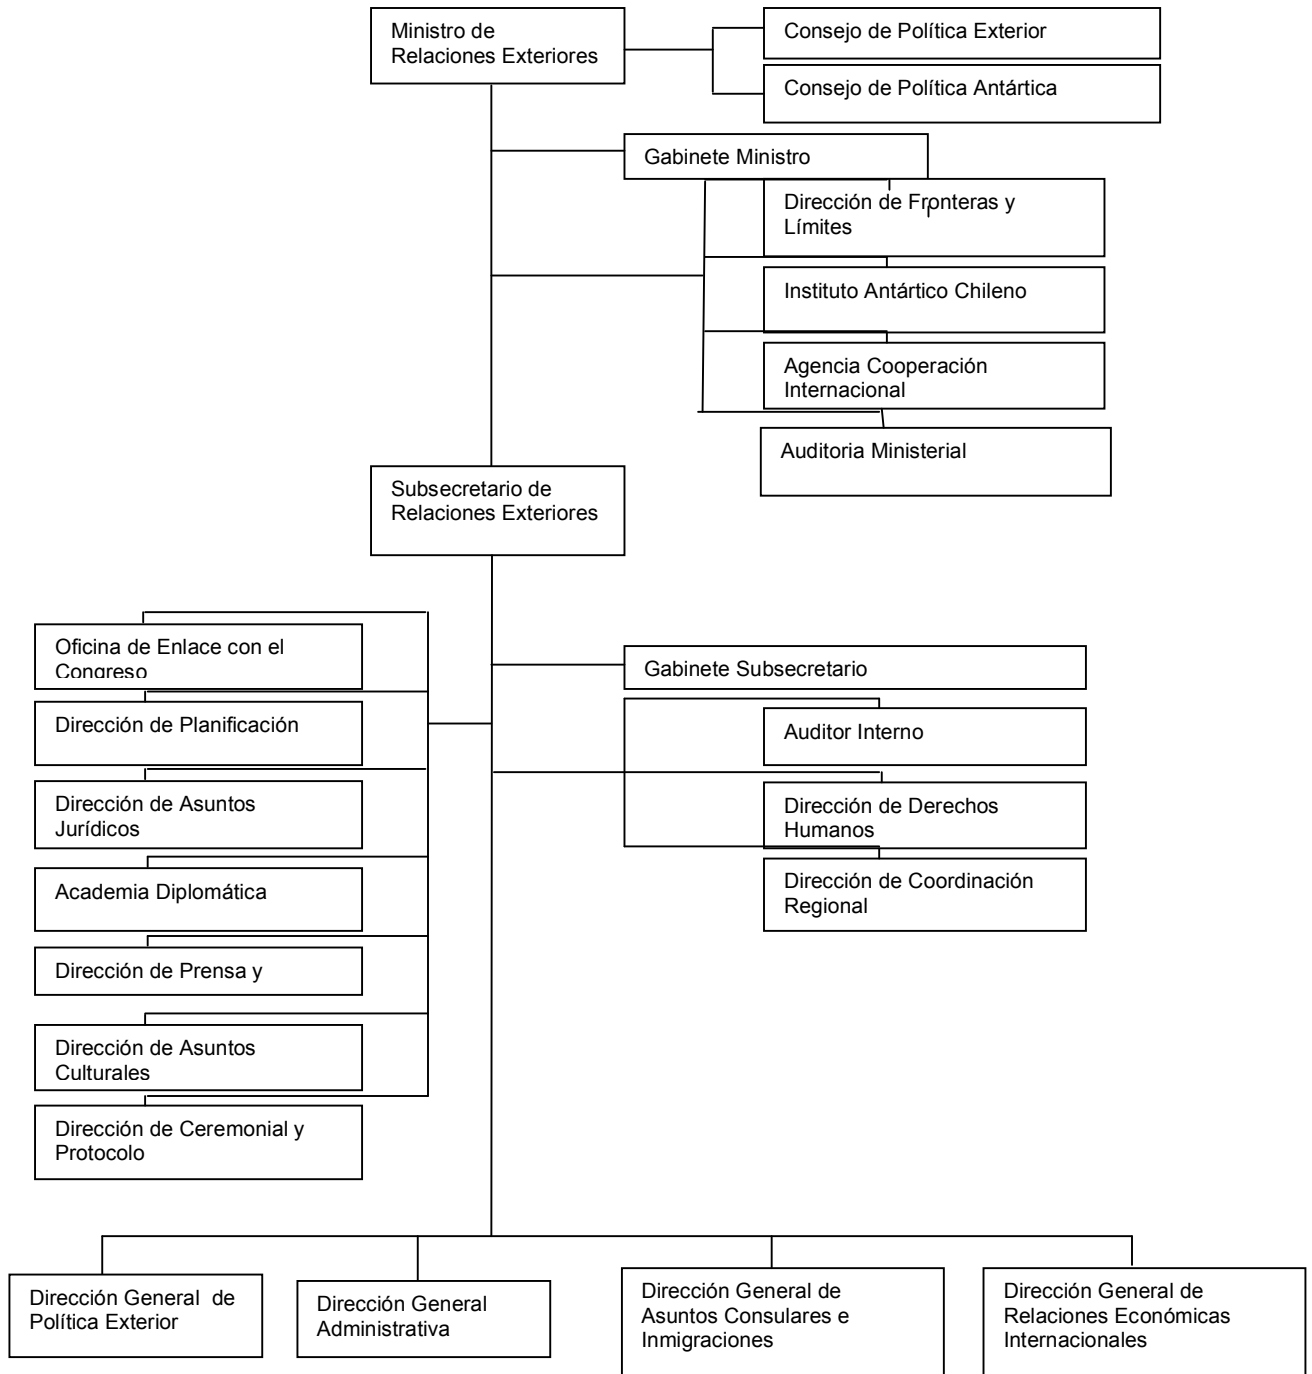 Ministro de
Relaciones Exteriores
Consejo de Política Exterior
Consejo de Política Antártica
Gabinete Ministro
Dirección de Fronteras y
Límites
Instituto Antártico Chileno
Agencia Cooperación
Internacional
Auditoria Ministerial
Subsecretario de
Relaciones Exteriores
Oficina de Enlace con el
Congreso
Dirección de Planificación
Dirección de Asuntos
Jurídicos
Academia Diplomática
Dirección de Prensa y
Dirección de Asuntos
Culturales
Dirección de Ceremonial y
Protocolo
Gabinete Subsecretario
Auditor Interno
Dirección de Derechos
Humanos
Dirección de Coordinación
Regional
Dirección General de
Política Exterior
Dirección General
Administrativa
Dirección General de
Asuntos Consulares e
Inmigraciones
Dirección General de
Relaciones Económicas
Internacionales